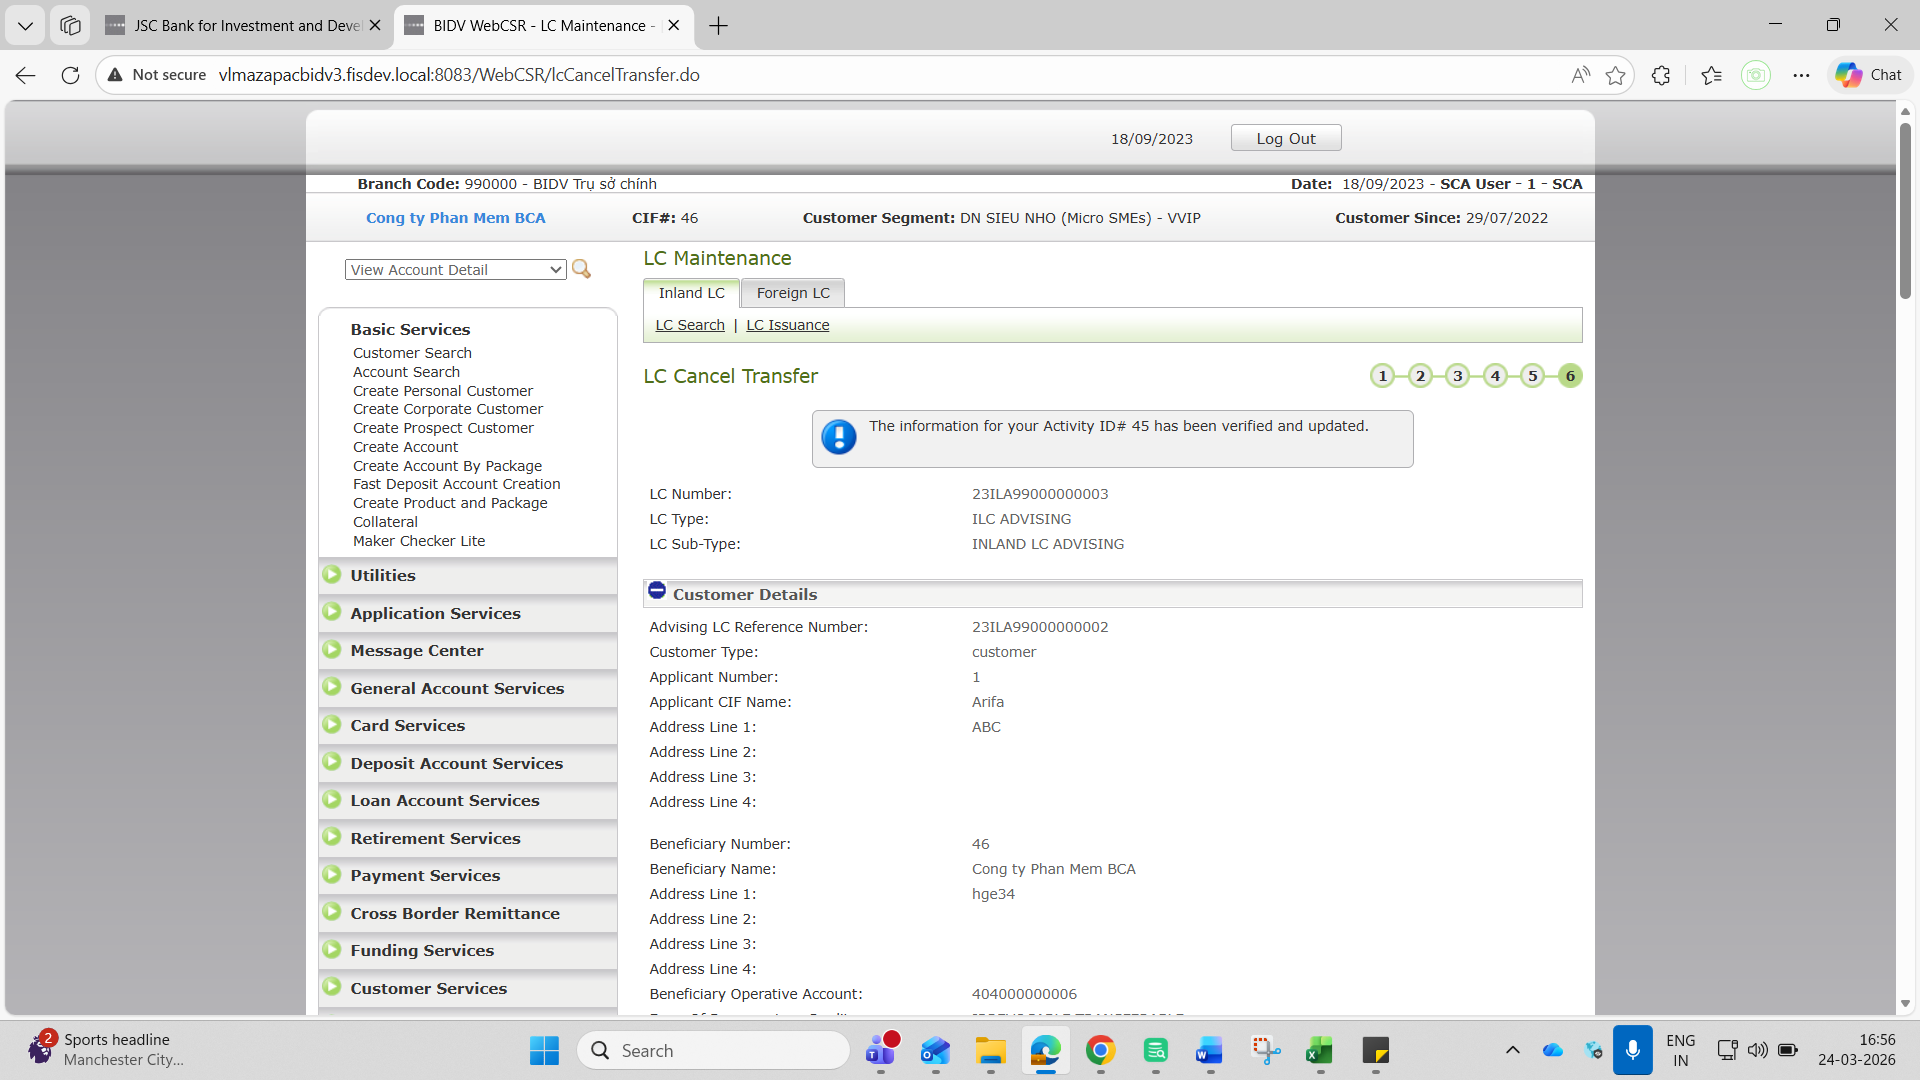 JSC Bank for Investment and Deve
BIDV WebCSR - LC Maintenance -
Not secure vlmazapacbidv3.fisdev.local:8083/WebCSR/lcCancelTransfer.do
Chat
18/09/2023
Log Out
Branch Code: 990000 - BIDV Trụ sở chính
Date: 18/09/2023 - SCA User - 1 - SCA
Cong ty Phan Mem BCA
CIF#: 46
Customer Segment: DN SIEU NHO (Micro SMEs) - VVIP
Customer Since: 29/07/2022
View Account Detail
Basic Services
Customer Search
Account Search
Create Personal Customer
Create Corporate Customer
Create Prospect Customer
Create Account
Create Account By Package
Fast Deposit Account Creation
Create Product and Package
Collateral
Maker Checker Lite
Utilities
Application Services
Message Center
General Account Services
Card Services
Deposit Account Services
Loan Account Services
Retirement Services
Payment Services
Cross Border Remittance
Funding Services
Customer Services
LC Maintenance
Inland LC
Foreign LC
LC Search | LC Issuance
LC Cancel Transfer
1 2 3 4 5 6
The information for your Activity ID# 45 has been verified and updated.
LC Number: 23ILA99000000003
LC Type: ILC ADVISING
LC Sub-Type: INLAND LC ADVISING
Customer Details
Advising LC Reference Number: 23ILA99000000002
Customer Type: customer
Applicant Number: 1
Applicant CIF Name: Arifa
Address Line 1: ABC
Address Line 2:
Address Line 3:
Address Line 4:
Beneficiary Number: 46
Beneficiary Name: Cong ty Phan Mem BCA
Address Line 1: hge34
Address Line 2:
Address Line 3:
Address Line 4:
Beneficiary Operative Account: 404000000006
2
Sports headline
Manchester City...
Search
ENG
IN
16:56
24-03-2026